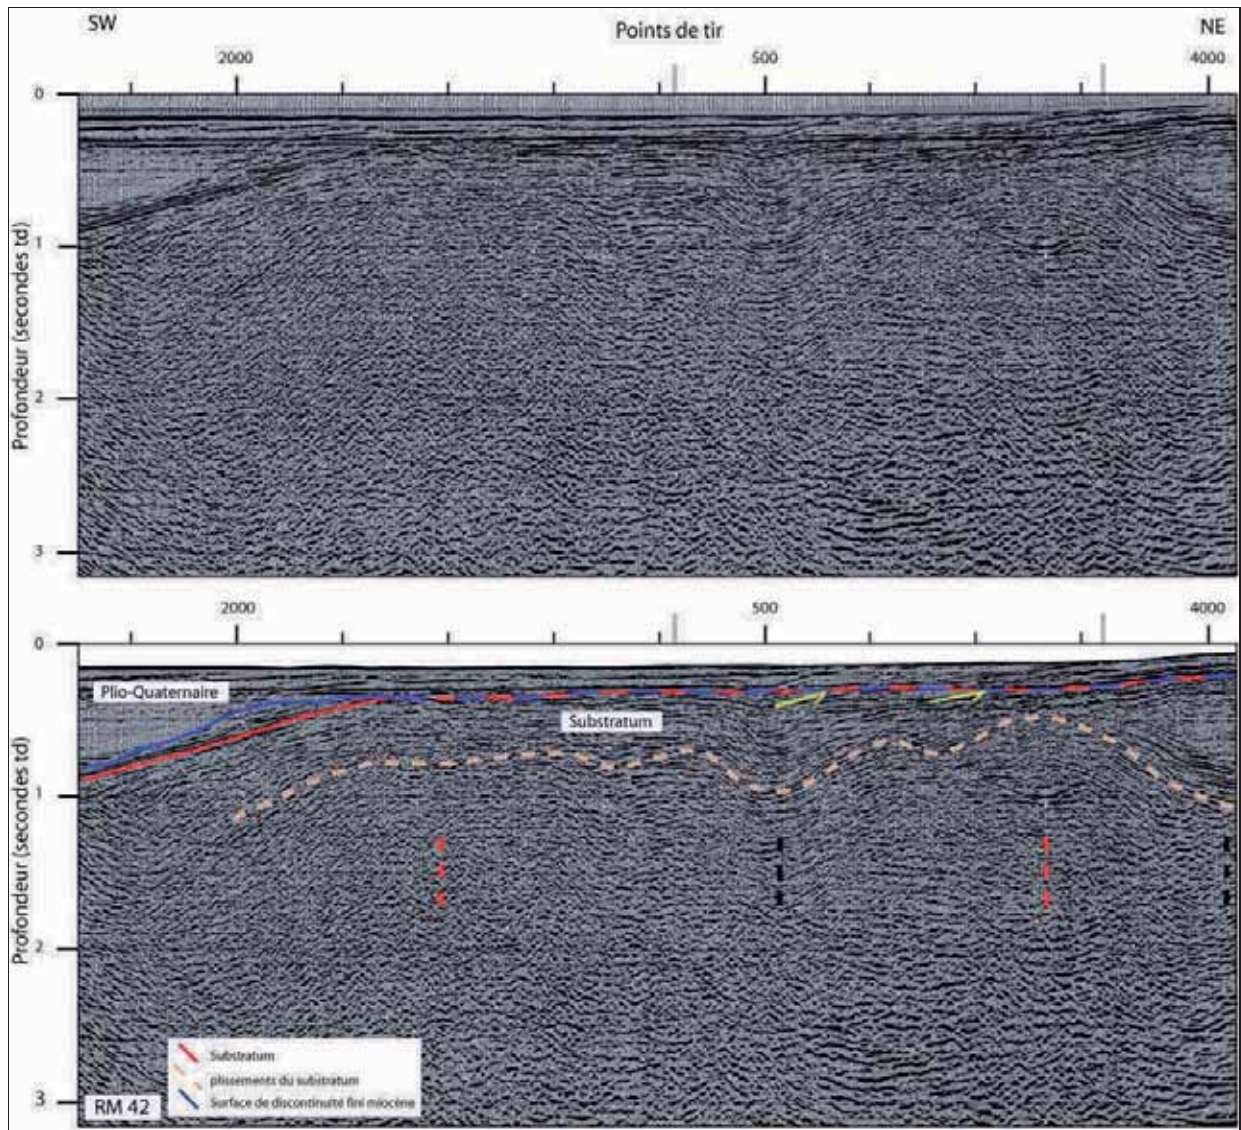 SW Points de tir NE
2000 500 4000
0
1
2
3
Profondeur (secondes td)
2000 500 4000
0
1
2
3
Profondeur (secondes td)
Plio-Quaternaire
Substratum
Substratum
plissements du substratum
Surface de discontinuité fini miocène
RM 42